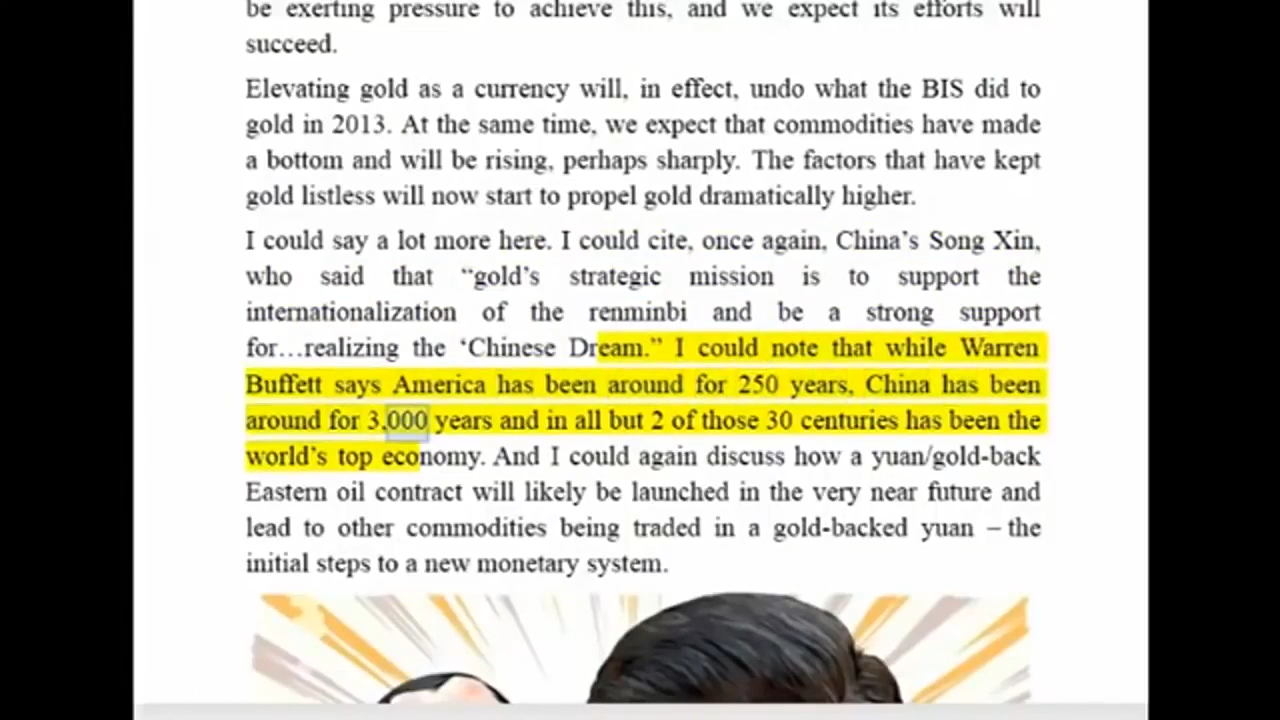 be exerting pressure to achieve this, and we expect its efforts will
succeed.
Elevating gold as a currency will, in effect, undo what the BIS did to
gold in 2013. At the same time, we expect that commodities have made
a bottom and will be rising, perhaps sharply. The factors that have kept
gold listless will now start to propel gold dramatically higher.
I could say a lot more here. I could cite, once again, China’s Song Xin,
who said that “gold’s strategic mission is to support the
internationalization of the renminbi and be a strong support
for…realizing the ‘Chinese Dream.” I could note that while Warren
Buffett says America has been around for 250 years, China has been
around for 3,000 years and in all but 2 of those 30 centuries has been the
world’s top economy. And I could again discuss how a yuan/gold-back
Eastern oil contract will likely be launched in the very near future and
lead to other commodities being traded in a gold-backed yuan – the
initial steps to a new monetary system.